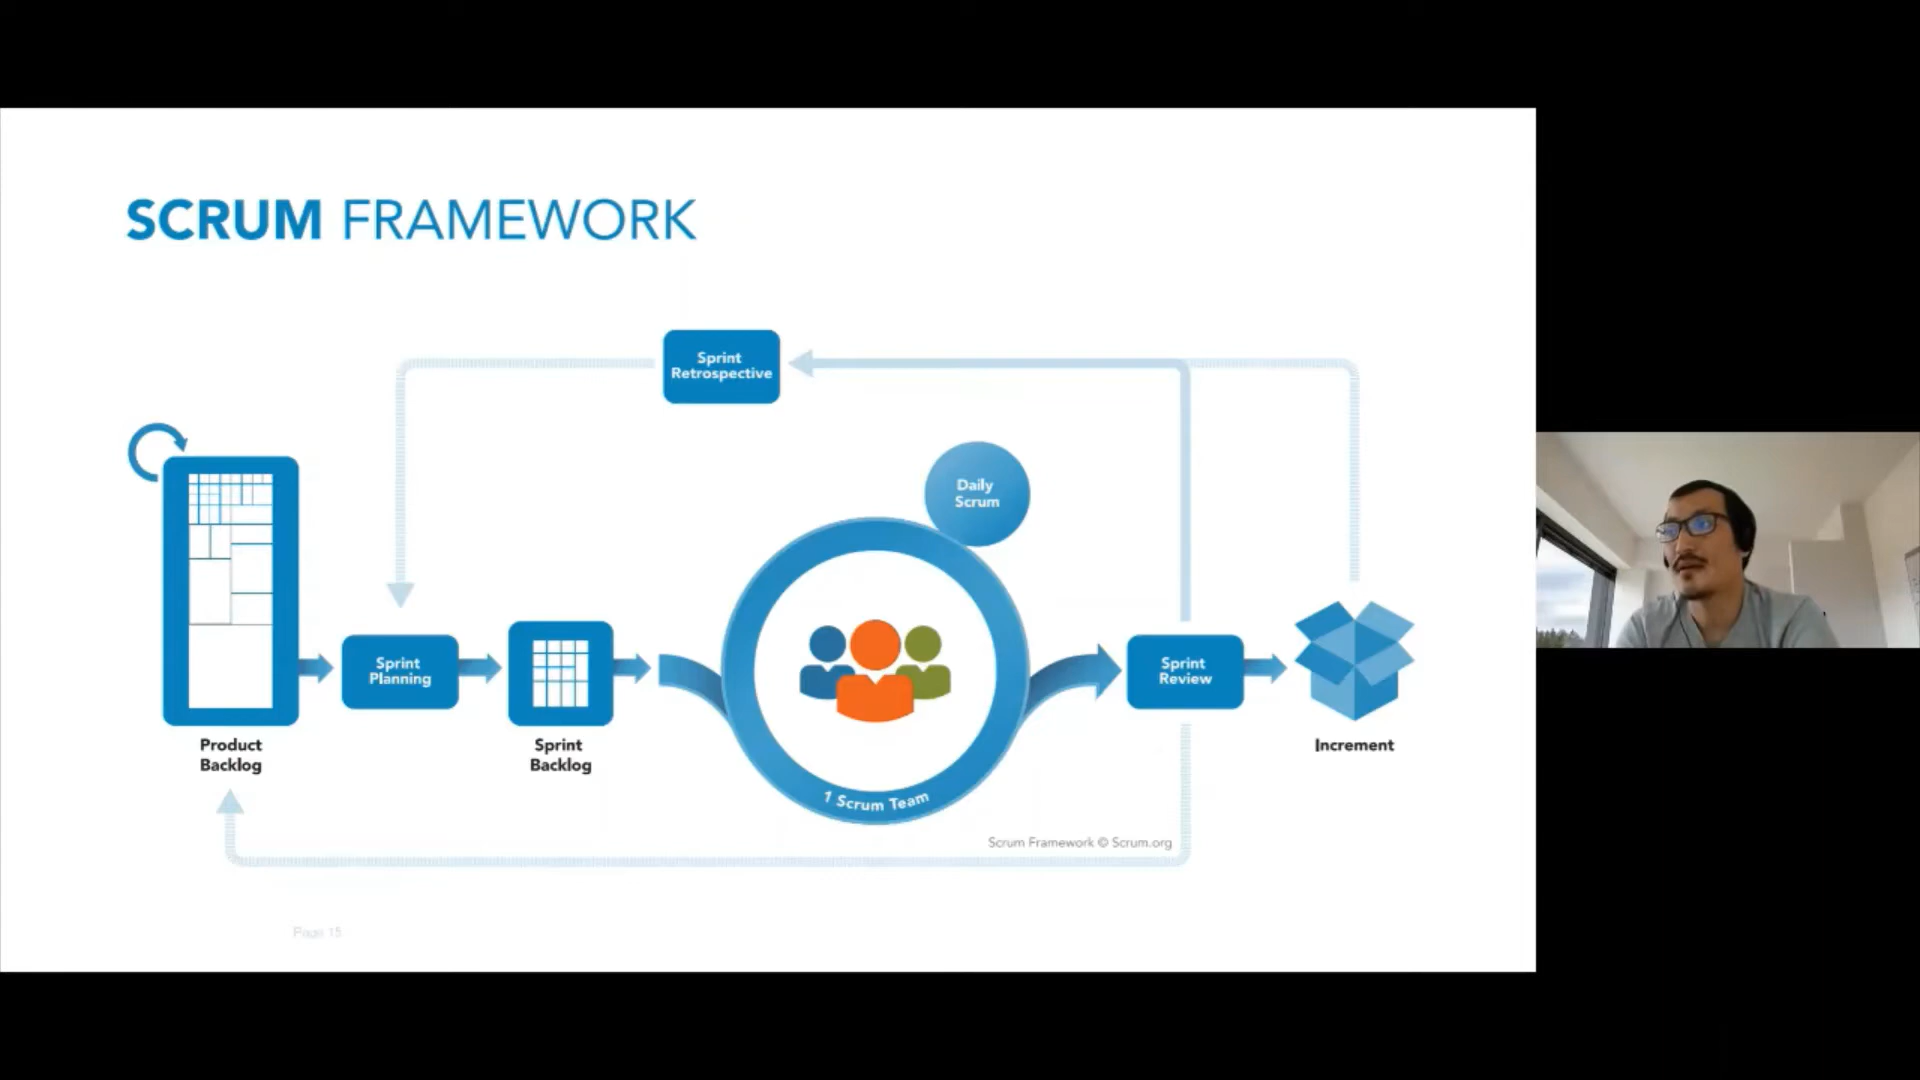 SCRUM FRAMEWORK
Sprint
Retrospective
Daily
Scrum
Sprint
Planning
Sprint
Review
Product
Backlog
Sprint
Backlog
Increment
1 Scrum Team
Scrum Framework © Scrum.org
Page 15